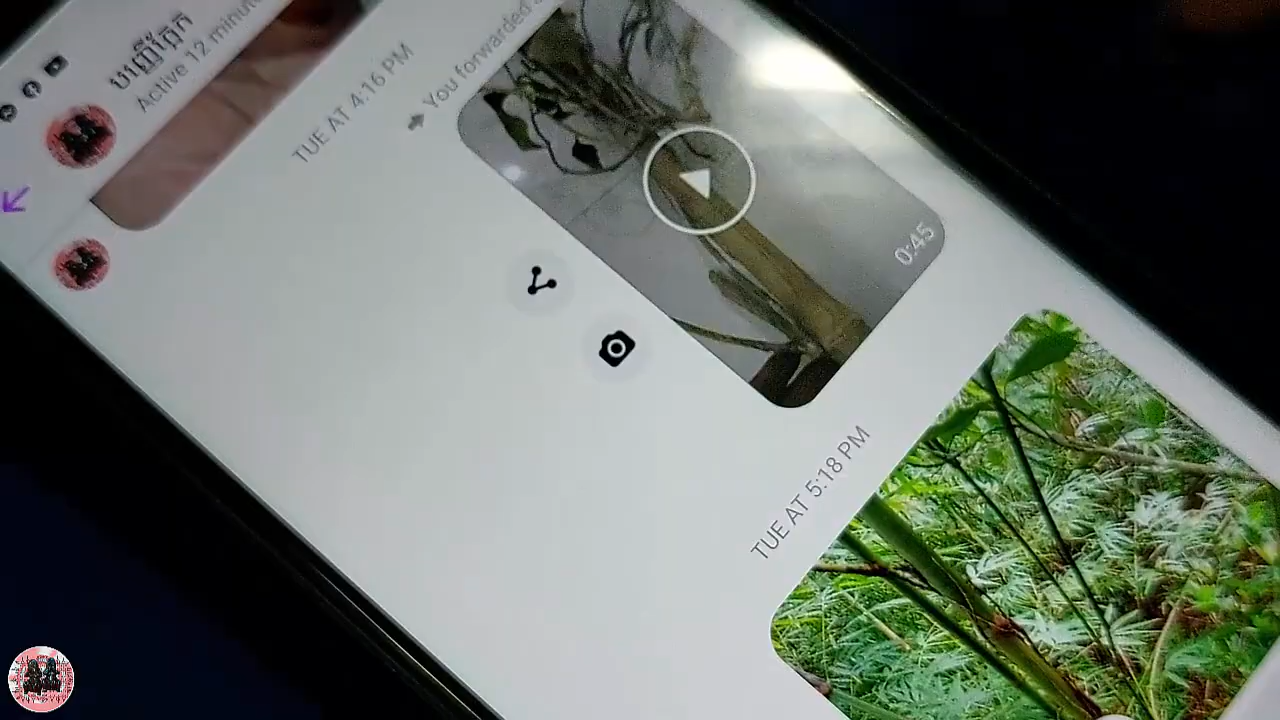 Active 12 minut
TUE AT 4:16 PM
You forwarded a
0:45
TUE AT 5:18 PM